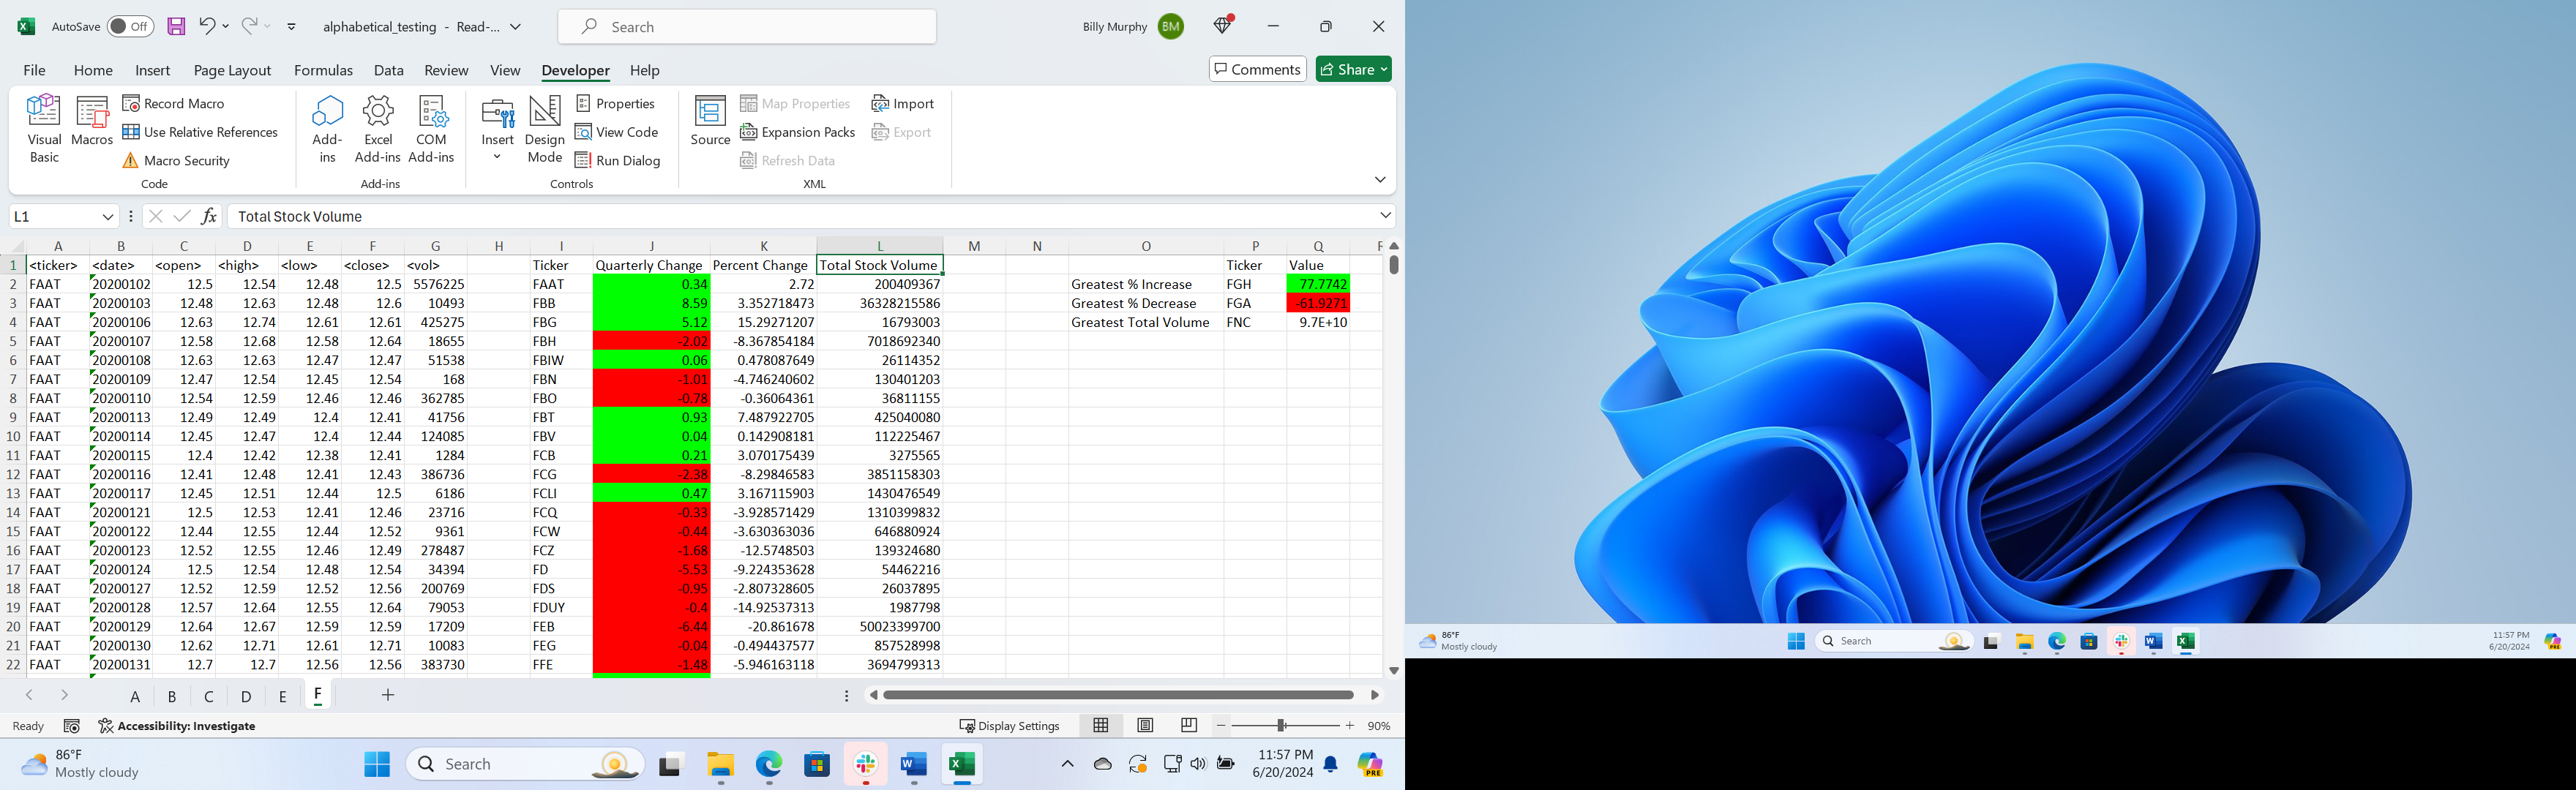 AutoSave Off alphabetical_testing - Read-... Search Billy Murphy BM
File Home Insert Page Layout Formulas Data Review View Developer Help Comments Share
Visual Basic Macros Record Macro Use Relative References Macro Security Code
Add-ins Excel Add-ins COM Add-ins Add-ins
Insert Design Mode Properties View Code Run Dialog Controls
Source Map Properties Expansion Packs Refresh Data Import Export XML
L1 fx Total Stock Volume
A B C D E F G H I J K L M N O P Q
1 <ticker> <date> <open> <high> <low> <close> <vol> Ticker Quarterly Change Percent Change Total Stock Volume Ticker Value
2 FAAT 20200102 12.5 12.54 12.48 12.5 5576225 FAAT 0.34 2.72 200409367 Greatest % Increase FGH 77.7742
3 FAAT 20200103 12.48 12.63 12.48 12.6 10493 FBB 8.59 3.352718473 36328215586 Greatest % Decrease FGA -61.9271
4 FAAT 20200106 12.63 12.74 12.61 12.61 425275 FBG 5.12 15.29271207 16793003 Greatest Total Volume FNC 9.7E+10
5 FAAT 20200107 12.58 12.68 12.58 12.64 18655 FBH -2.02 -8.367854184 7018692340
6 FAAT 20200108 12.63 12.63 12.47 12.47 51538 FBIW 0.06 0.478087649 26114352
7 FAAT 20200109 12.47 12.54 12.45 12.54 168 FBN -1.01 -4.746240602 130401203
8 FAAT 20200110 12.54 12.59 12.46 12.46 362785 FBO -0.78 -0.36064361 36811155
9 FAAT 20200113 12.49 12.49 12.4 12.41 41756 FBT 0.93 7.487922705 425040080
10 FAAT 20200114 12.45 12.47 12.4 12.44 124085 FBV 0.04 0.142908181 112225467
11 FAAT 20200115 12.4 12.42 12.38 12.41 1284 FCB 0.21 3.070175439 3275565
12 FAAT 20200116 12.41 12.48 12.41 12.43 386736 FCG -2.38 -8.29846583 3851158303
13 FAAT 20200117 12.45 12.51 12.44 12.5 6186 FCLI 0.47 3.167115903 1430476549
14 FAAT 20200121 12.5 12.53 12.41 12.46 23716 FCQ -0.33 -3.928571429 1310399832
15 FAAT 20200122 12.44 12.55 12.44 12.52 9361 FCW -0.44 -3.630363036 646880924
16 FAAT 20200123 12.52 12.55 12.46 12.49 278487 FCZ -1.68 -12.5748503 139324680
17 FAAT 20200124 12.5 12.54 12.48 12.54 34394 FD -5.53 -9.224353628 54462216
18 FAAT 20200127 12.52 12.59 12.52 12.56 200769 FDS -0.95 -2.807328605 26037895
19 FAAT 20200128 12.57 12.64 12.55 12.64 79053 FDUY -0.4 -14.92537313 1987798
20 FAAT 20200129 12.64 12.67 12.59 12.59 17209 FEB -6.44 -20.861678 50023399700
21 FAAT 20200130 12.62 12.71 12.61 12.71 10083 FEG -0.04 -0.494437577 857528998
22 FAAT 20200131 12.7 12.7 12.56 12.56 383730 FFE -1.48 -5.946163118 3694799313
A B C D E F
Ready Accessibility: Investigate Display Settings 90%
86°F
Mostly cloudy
Search
11:57 PM
6/20/2024
PRE
86°F
Mostly cloudy
Search
11:57 PM
6/20/2024
PRE